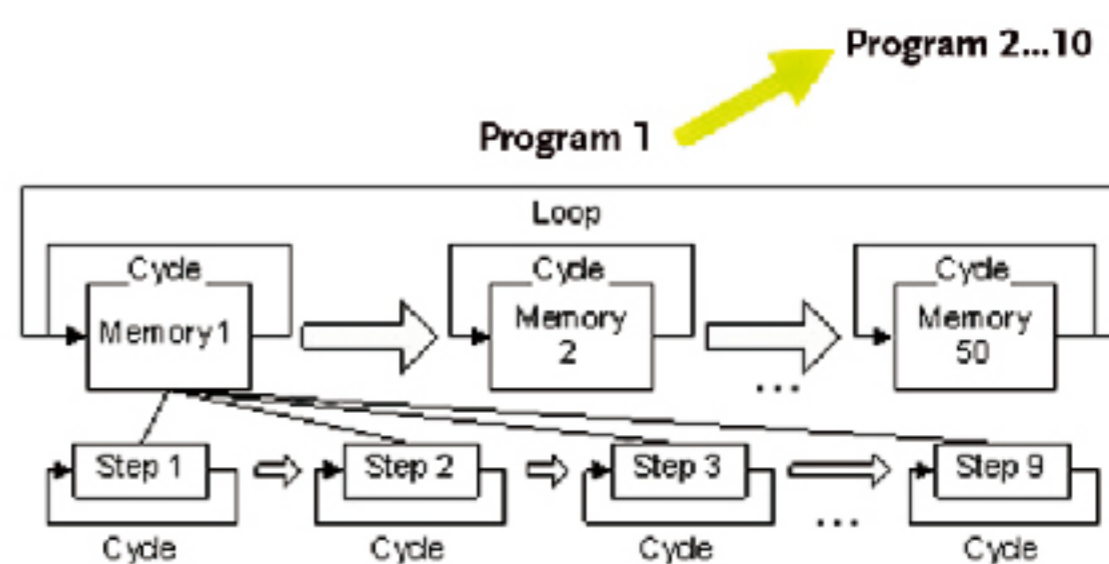 Program 2...10
Program 1
Loop
Cycle
Cycle
Cycle
Memory 1
Memory
2
Memory
50
...
Step 1
Step 2
Step 3
Step 9
...
Cycle
Cycle
Cycle
Cycle